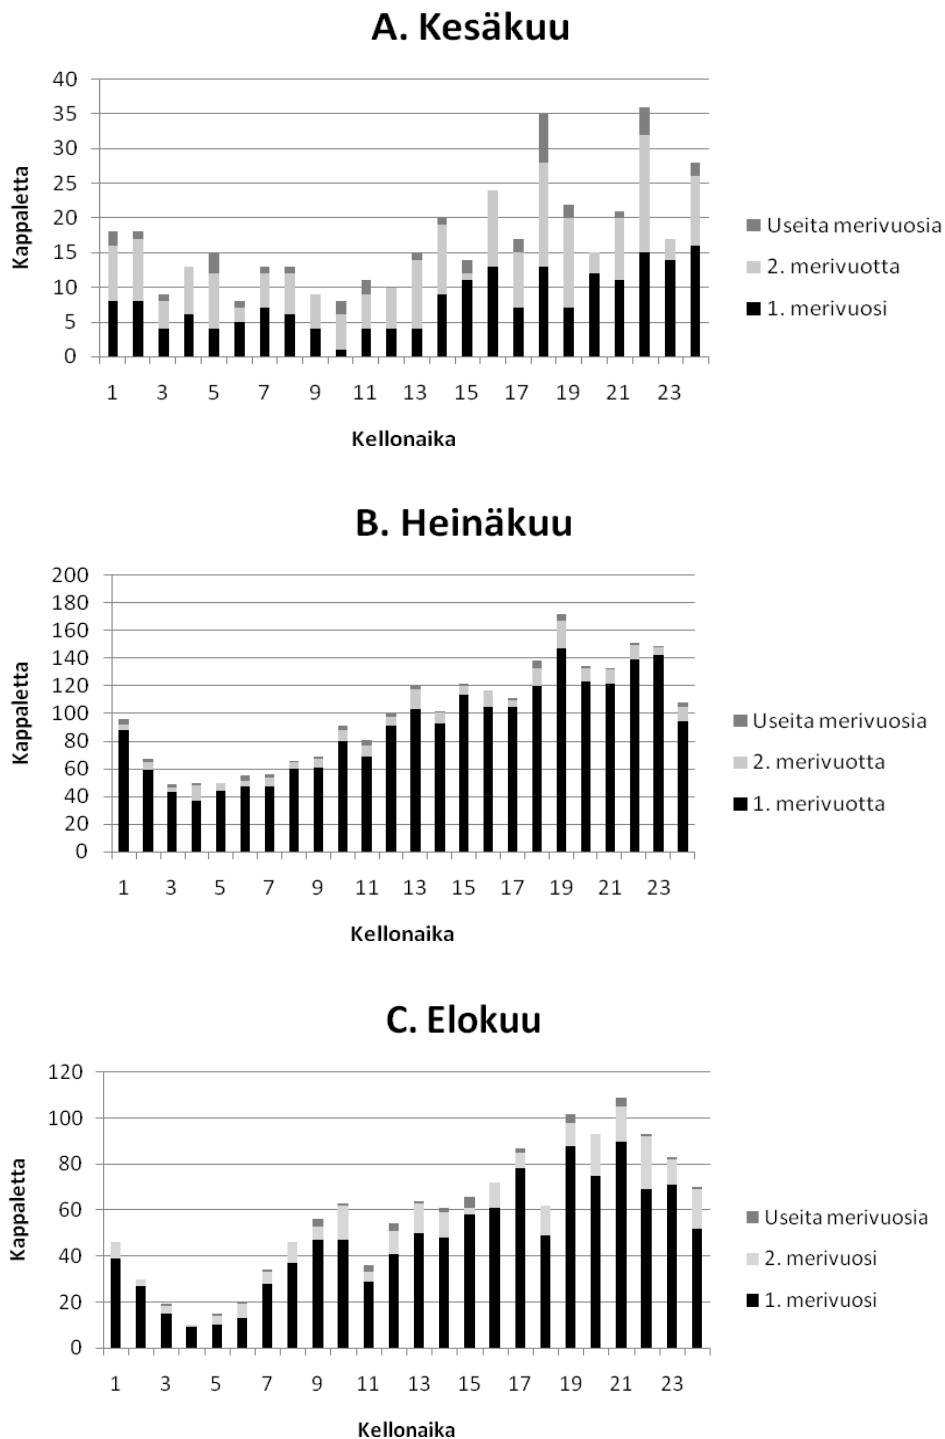 A. Kesäkuu
40
35
30
25
20
15
10
5
0
Kappaletta
1 3 5 7 9 11 13 15 17 19 21 23
Kellonaika
Useita merivuosia
2. merivuotta
1. merivuosi
B. Heinäkuu
200
180
160
140
120
100
80
60
40
20
0
Kappaletta
1 3 5 7 9 11 13 15 17 19 21 23
Kellonaika
Useita merivuosia
2. merivuotta
1. merivuotta
C. Elokuu
120
100
80
60
40
20
0
Kappaletta
1 3 5 7 9 11 13 15 17 19 21 23
Kellonaika
Useita merivuosia
2. merivuosi
1. merivuosi